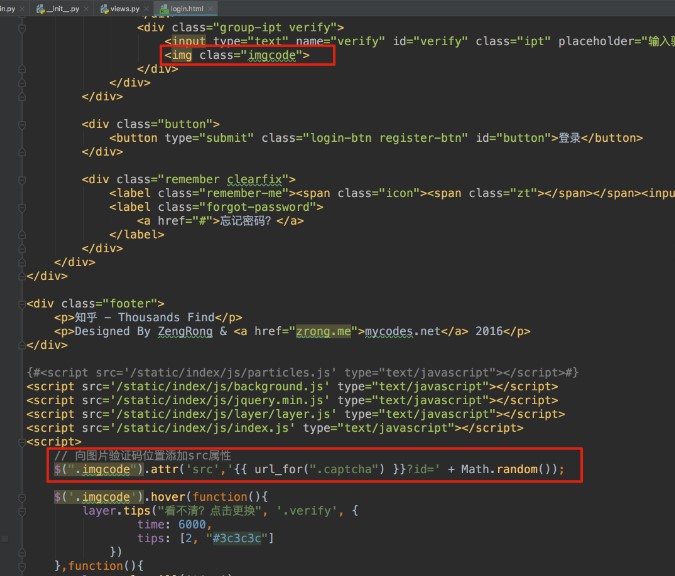 in.py × __init__.py × views.py × login.html ×
</div>
<div class="group-ipt verify">
<input type="text" name="verify" id="verify" class="ipt" placeholder="输入
<img class="imgcode">
</div>
</div>
</div>
<div class="button">
<button type="submit" class="login-btn register-btn" id="button">登录</button>
</div>
<div class="remember clearfix">
<label class="remember-me"><span class="icon"><span class="zt"></span></span><inpu
<label class="forgot-password">
<a href="#">忘记密码？</a>
</label>
</div>
</div>
</div>
<div class="footer">
<p>知乎 - Thousands Find</p>
<p>Designed By ZengRong & <a href="zrong.me">mycodes.net</a> 2016</p>
</div>
{#<script src='/static/index/js/particles.js' type="text/javascript"></script>#}
<script src='/static/index/js/background.js' type="text/javascript"></script>
<script src='/static/index/js/jquery.min.js' type="text/javascript"></script>
<script src='/static/index/js/layer/layer.js' type="text/javascript"></script>
<script src='/static/index/js/index.js' type="text/javascript"></script>
<script>
// 向图片验证码位置添加src属性
$(".imgcode").attr('src','{{ url_for(".captcha") }}?id=' + Math.random());
$('.imgcode').hover(function(){
layer.tips("看不清？点击更换", '.verify', {
time: 6000,
tips: [2, "#3c3c3c"]
})
},function(){